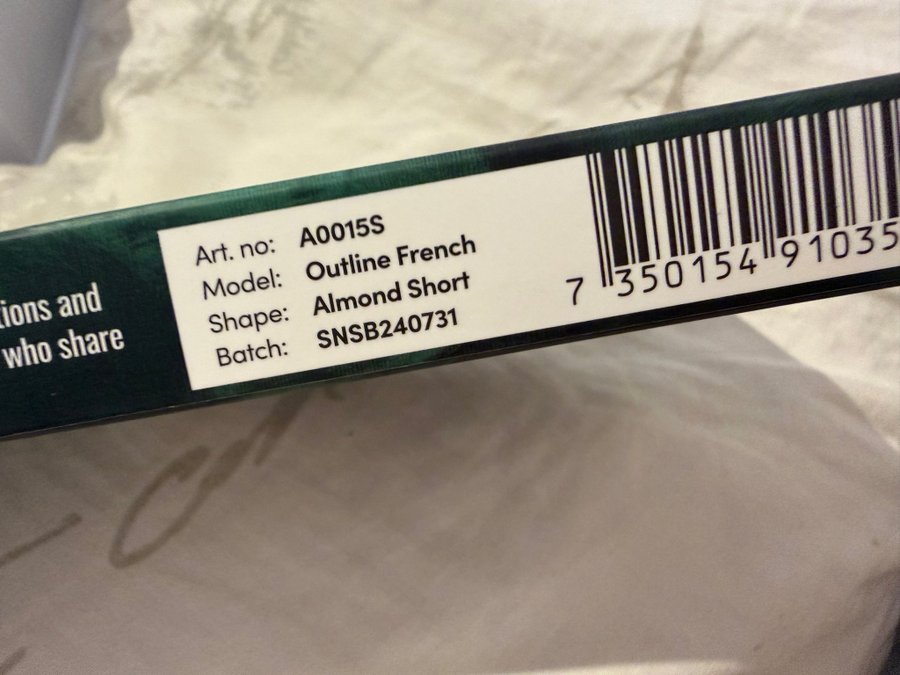 tions and
who share
Art. no: A0015S
Model: Outline French
Shape: Almond Short
Batch: SNSB240731
7 350154 91035